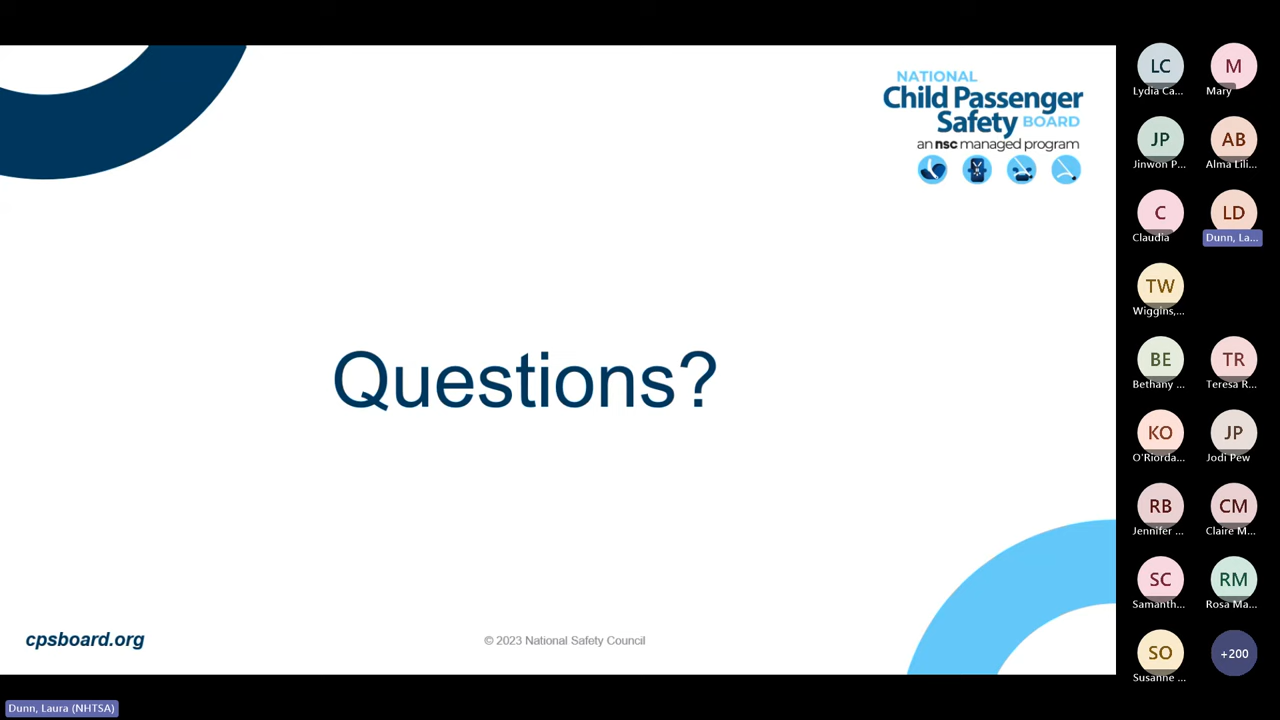 NATIONAL
Child Passenger
Safety BOARD
an nsc managed program
Questions?
cpsboard.org
© 2023 National Safety Council
Dunn, Laura (NHTSA)
LC
M
Lydia Ca...
Mary
JP
AB
Jinwon P...
Alma Lili...
C
LD
Claudia
Dunn, La...
TW
Wiggins,...
BE
TR
Bethany ...
Teresa R...
KO
JP
O'Riorda...
Jodi Pew
RB
CM
Jennifer ...
Claire M...
SC
RM
Samanth...
Rosa Ma...
SO
+200
Susanne ...